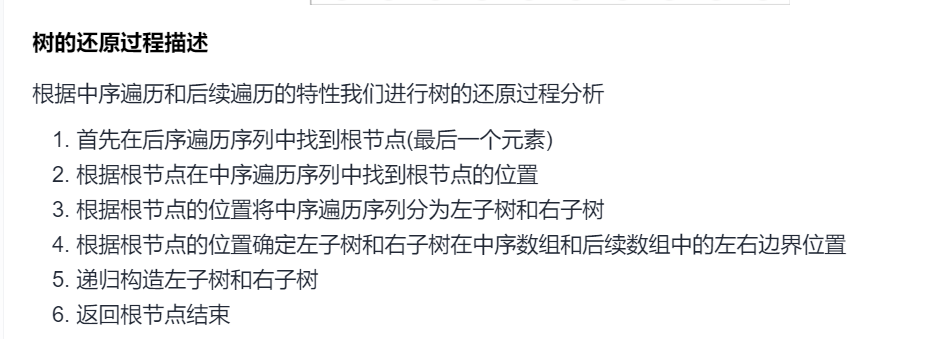 树的还原过程描述
根据中序遍历和后续遍历的特性我们进行树的还原过程分析
1. 首先在后序遍历序列中找到根节点(最后一个元素)
2. 根据根节点在中序遍历序列中找到根节点的位置
3. 根据根节点的位置将中序遍历序列分为左子树和右子树
4. 根据根节点的位置确定左子树和右子树在中序数组和后续数组中的左右边界位置
5. 递归构造左子树和右子树
6. 返回根节点结束